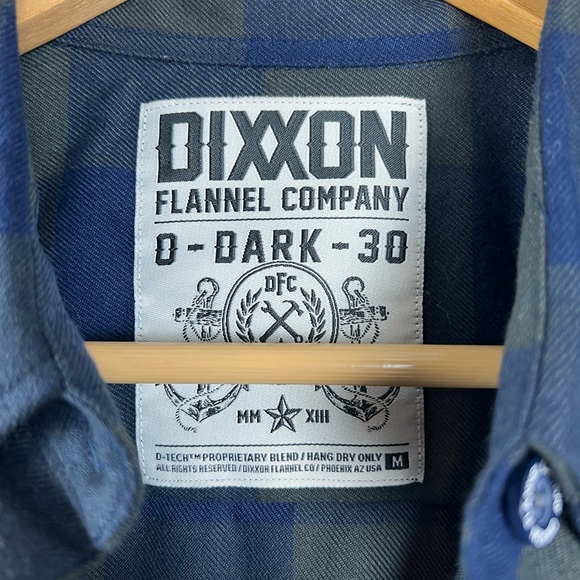 DIXXON
FLANNEL COMPANY
0-DARK-30
DFC
MM XIII
D-TECH™ PROPRIETARY BLEND / HANG DRY ONLY
ALL RIGHTS RESERVED / DIXXON FLANNEL CO / PHOENIX AZ USA
M